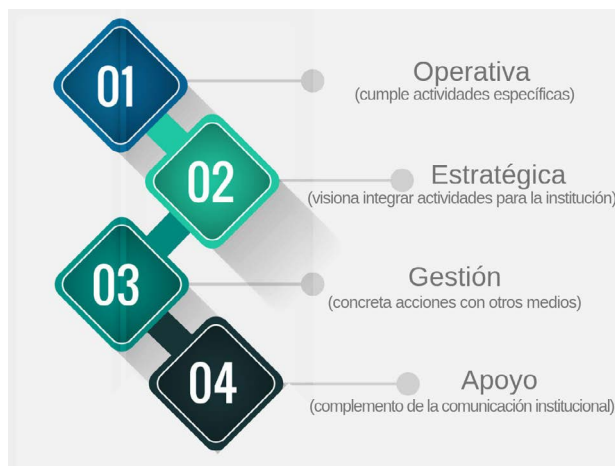 01
Operativa
(cumple actividades específicas)
02
Estratégica
(visiona integrar actividades para la institución)
03
Gestión
(concreta acciones con otros medios)
04
Apoyo
(complemento de la comunicación institucional)